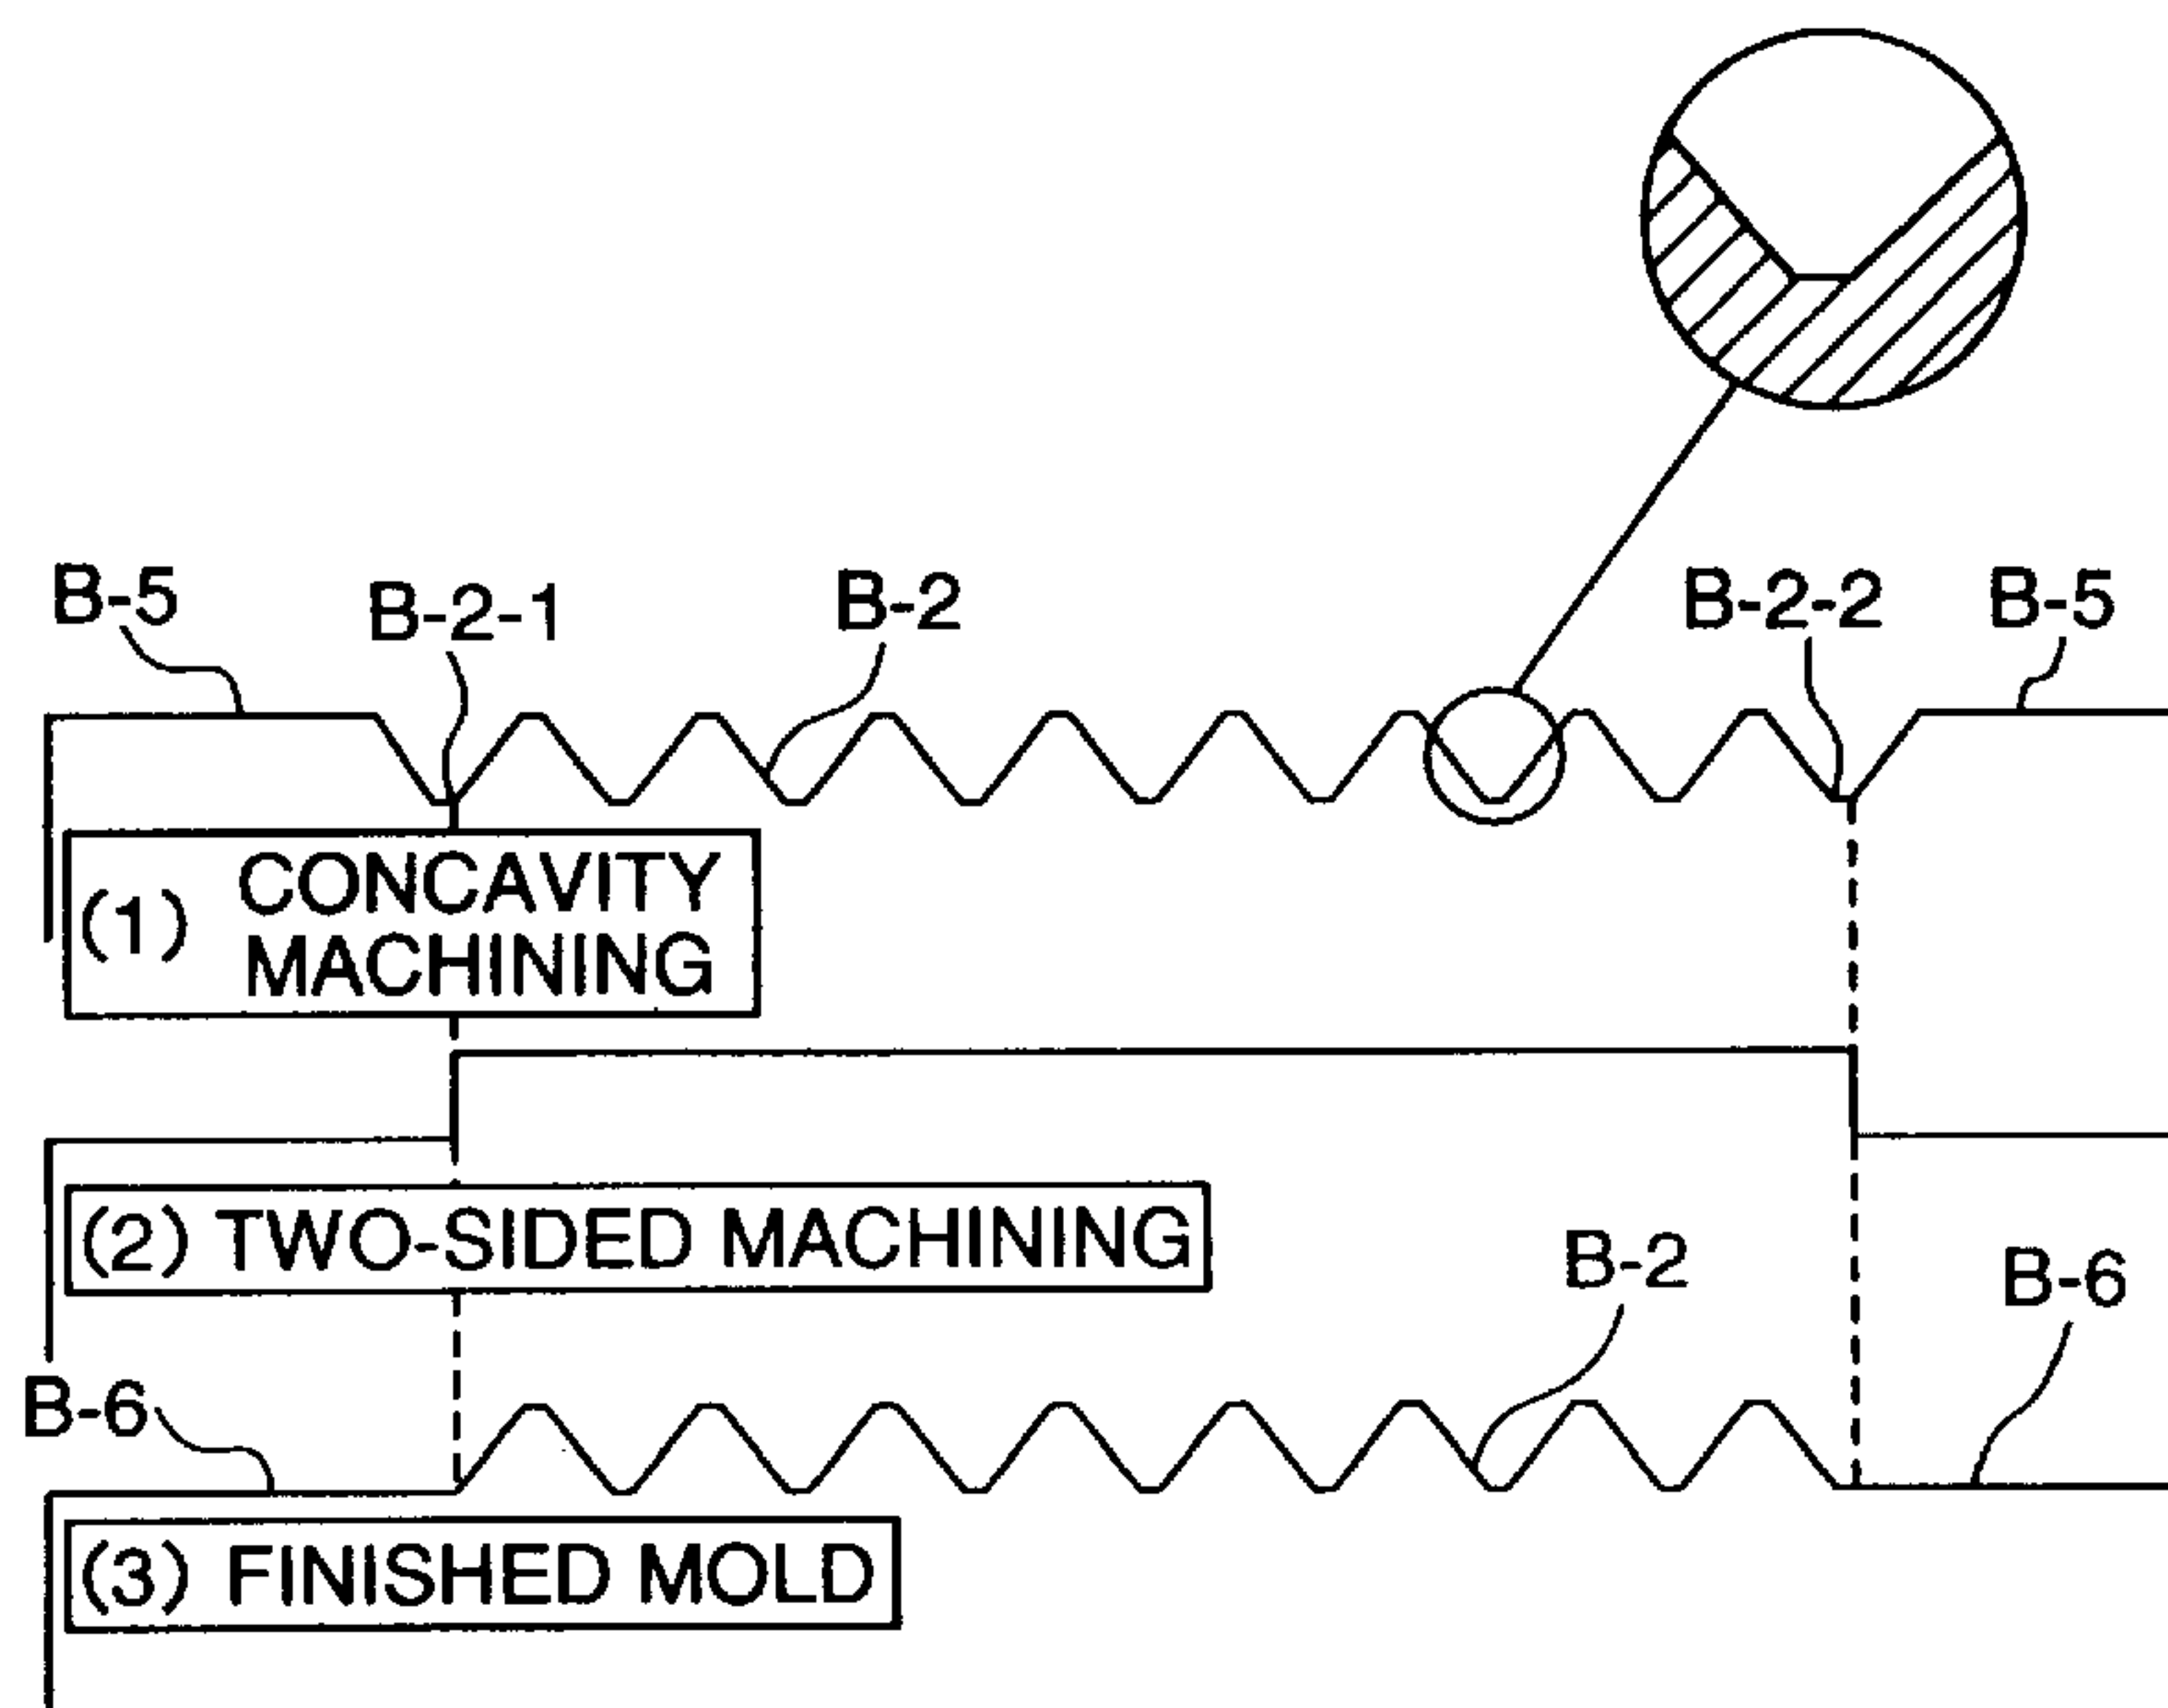 B-5
B-2-1
B-2
B-2-2
B-5
(1) CONCAVITY
MACHINING
(2) TWO-SIDED MACHINING
B-2
B-6
B-6
(3) FINISHED MOLD